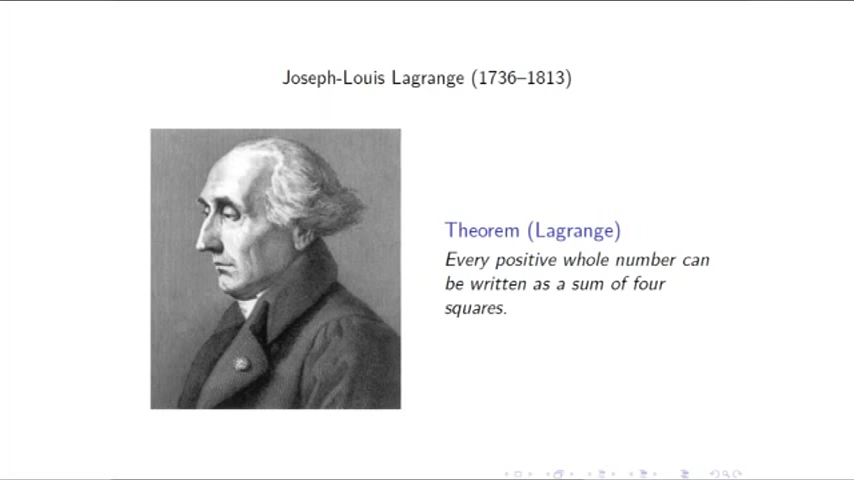 Joseph-Louis Lagrange (1736–1813)
Theorem (Lagrange)
Every positive whole number can
be written as a sum of four
squares.